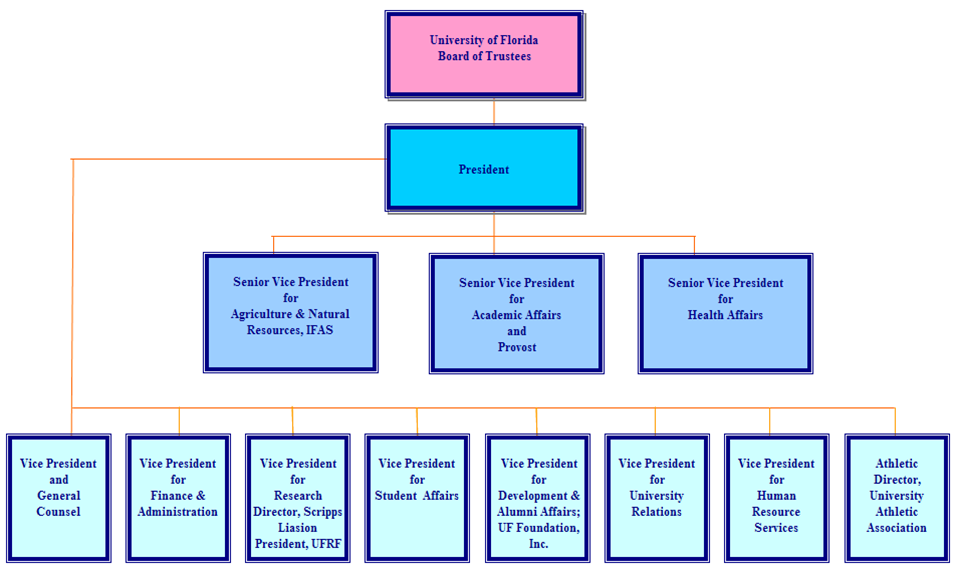 University of Florida
Board of Trustees
President
Senior Vice President
for
Agriculture & Natural
Resources, IFAS
Senior Vice President
for
Academic Affairs
and
Provost
Senior Vice President
for
Health Affairs
Vice President
and
General
Counsel
Vice President
for
Finance &
Administration
Vice President
for
Research
Director, Scripps
Liasion
President, UFRF
Vice President
for
Student Affairs
Vice President
for
Development &
Alumni Affairs;
UF Foundation,
Inc.
Vice President
for
University
Relations
Vice President
for
Human
Resource
Services
Athletic
Director,
University
Athletic
Association